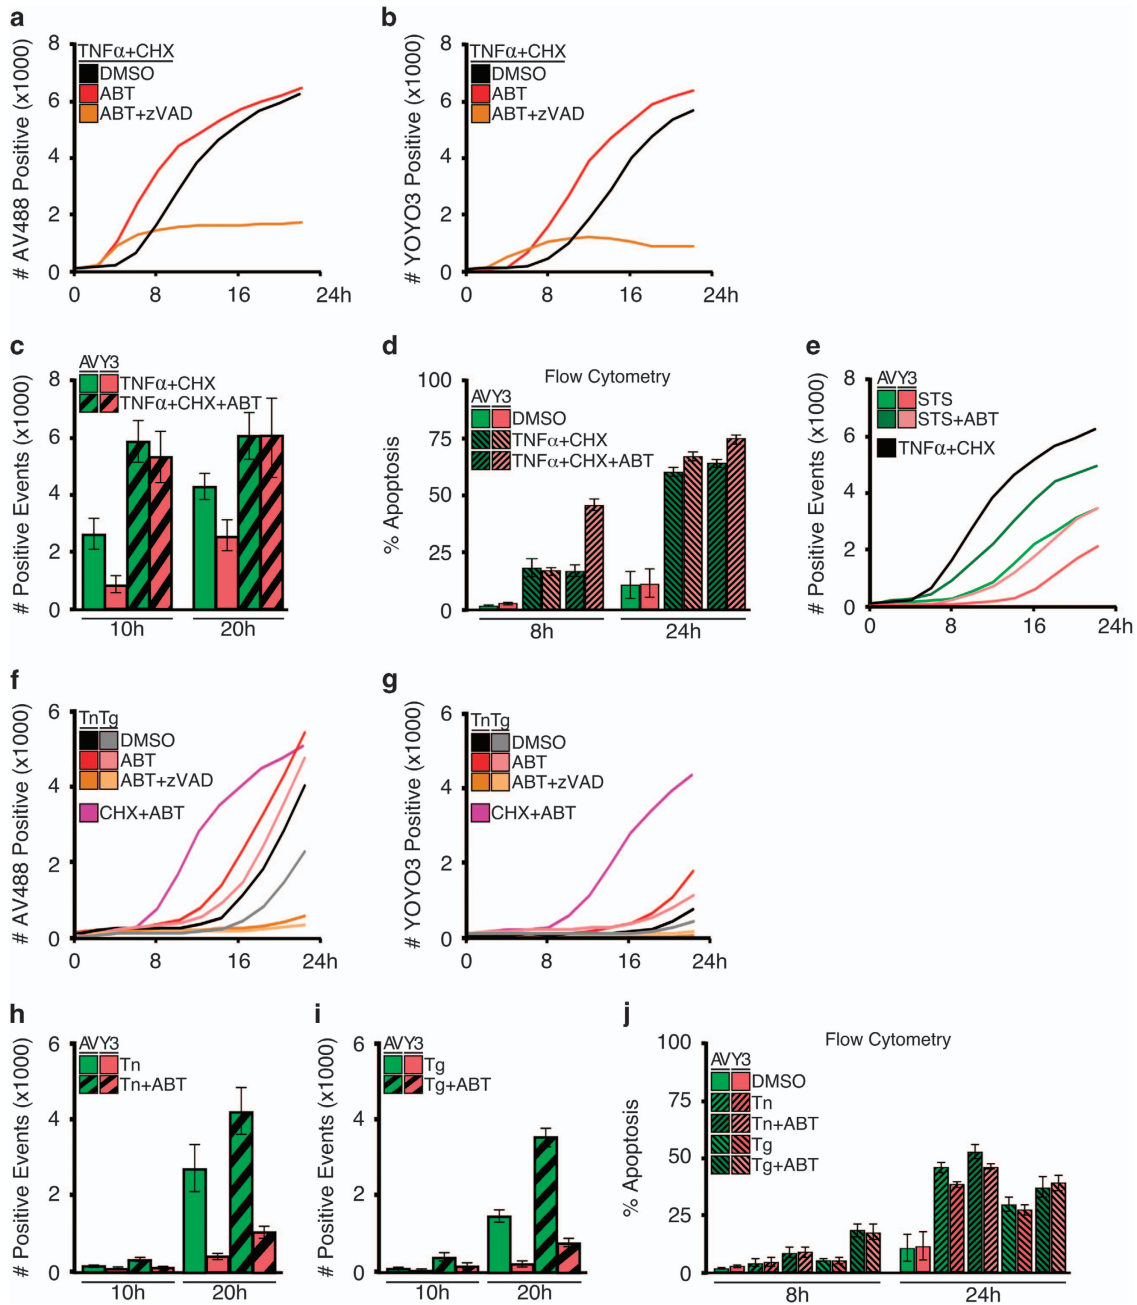 a
# AV488 Positive (x1000)
8
6
4
2
0
TNFα+CHX
DMSO
ABT
ABT+zVAD
0 8 16 24h
b
# YOYO3 Positive (x1000)
8
6
4
2
0
TNFα+CHX
DMSO
ABT
ABT+zVAD
0 8 16 24h
c
# Positive Events (x1000)
8
6
4
2
0
AVY3
TNFα+CHX
TNFα+CHX+ABT
10h 20h
d
% Apoptosis
100
75
50
25
0
Flow Cytometry
AVY3
DMSO
TNFα+CHX
TNFα+CHX+ABT
8h 24h
e
# Positive Events (x1000)
8
6
4
2
0
AVY3
STS
STS+ABT
TNFα+CHX
0 8 16 24h
f
# AV488 Positive (x1000)
6
4
2
0
TnTg
DMSO
ABT
ABT+zVAD
CHX+ABT
0 8 16 24h
g
# YOYO3 Positive (x1000)
6
4
2
0
TnTg
DMSO
ABT
ABT+zVAD
CHX+ABT
0 8 16 24h
h
# Positive Events (x1000)
6
4
2
0
AVY3
Tn
Tn+ABT
10h 20h
i
# Positive Events (x1000)
6
4
2
0
AVY3
Tg
Tg+ABT
10h 20h
j
% Apoptosis
100
75
50
25
0
Flow Cytometry
AVY3
DMSO
Tn
Tn+ABT
Tg
Tg+ABT
8h 24h